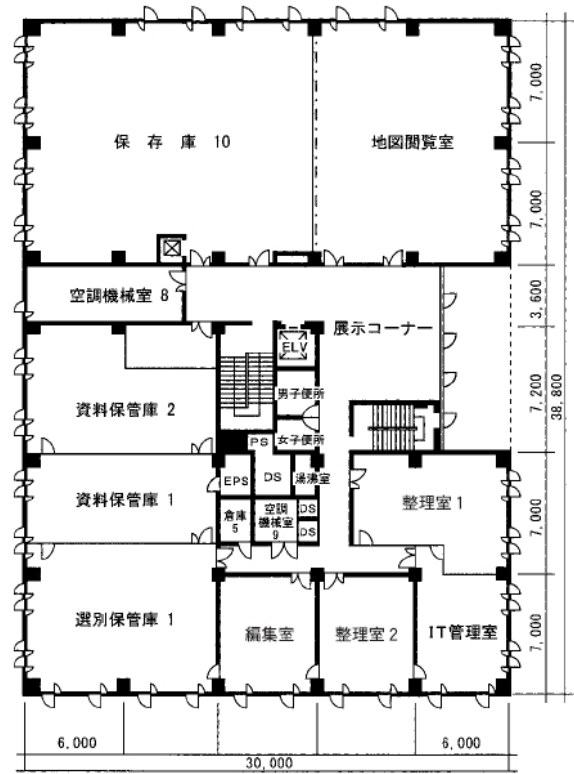 保存庫 10
地図閲覧室
7,000
7,000
空調機械室 8
展示コーナー
3,600
ELV
男子便所
資料保管庫 2
7,200
38,800
PS
女子便所
資料保管庫 1
EPS
DS
湯沸室
整理室 1
倉庫
5
空調
機械室
9
DS
DS
7,000
選別保管庫 1
編集室
整理室 2
IT管理室
7,000
6,000
6,000
30,000